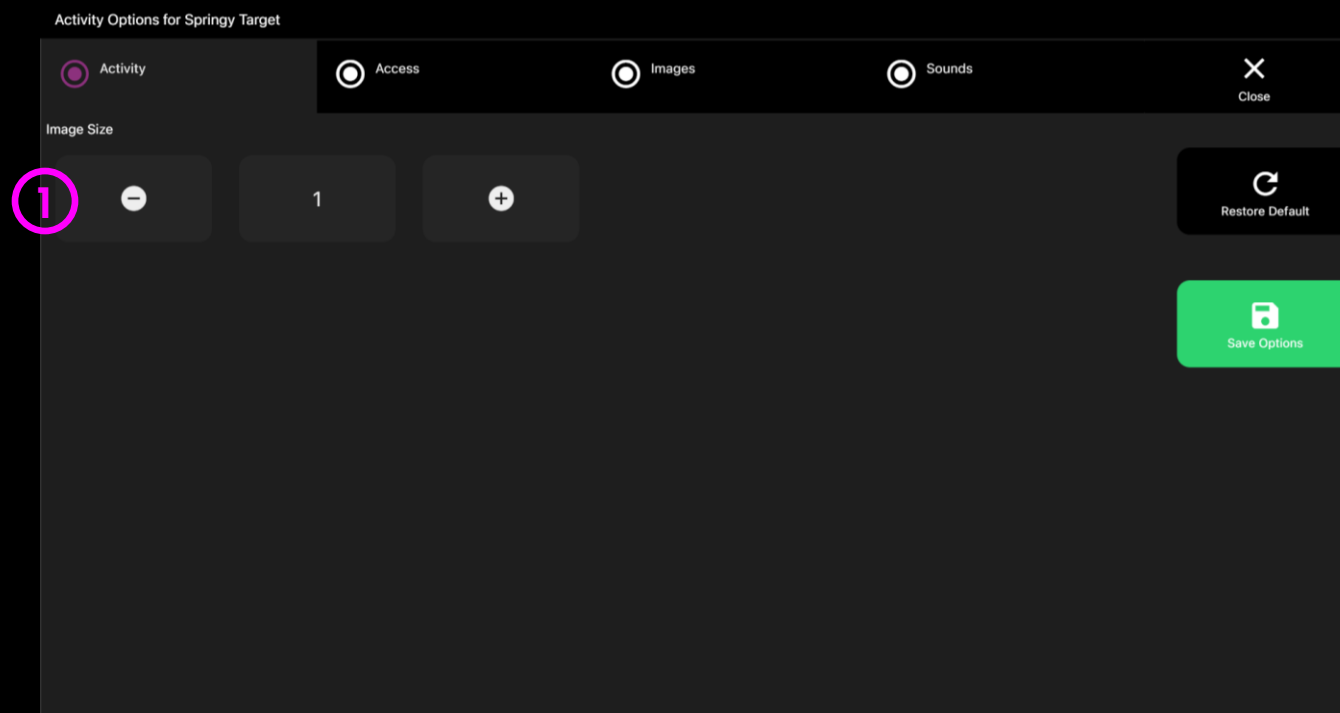 Activity Options for Springy Target
Activity
Access
Images
Sounds
Close
Image Size
1
1
Restore Default
Save Options